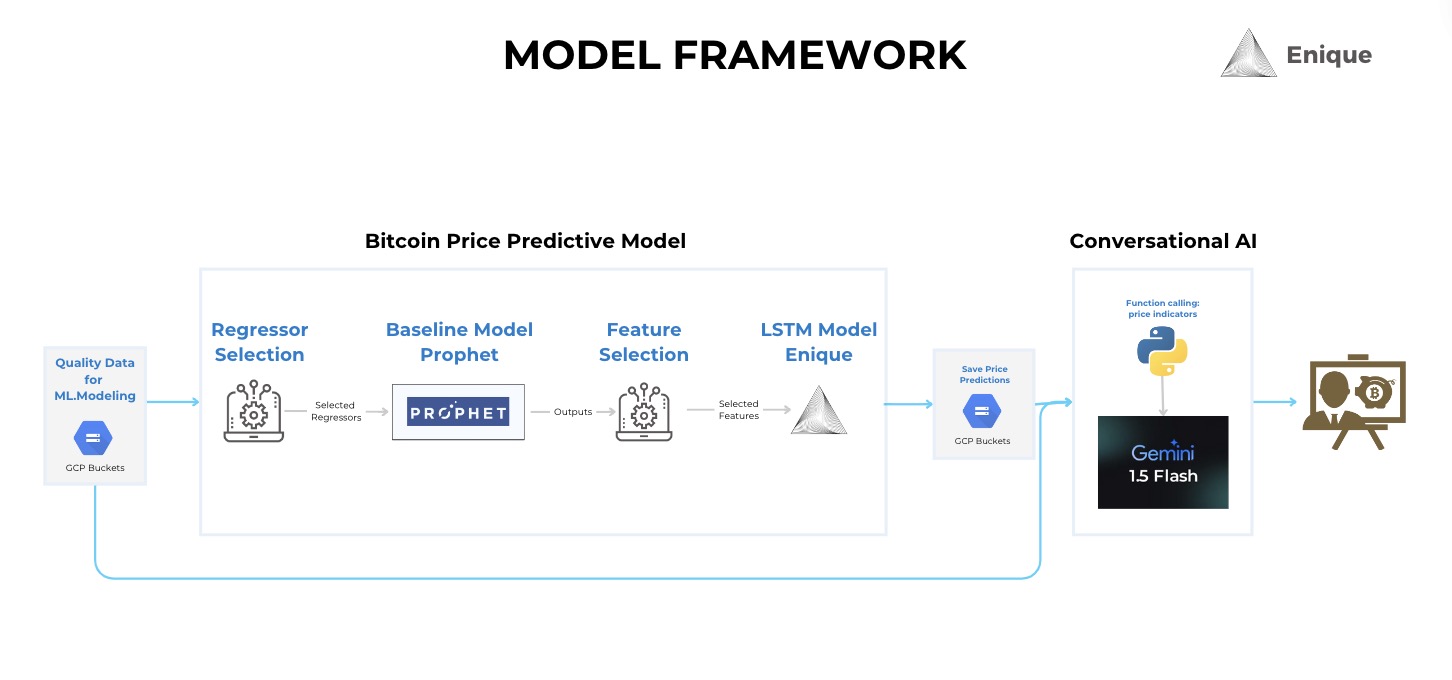 MODEL FRAMEWORK
Enique
Bitcoin Price Predictive Model
Conversational AI
Quality Data
for
ML.Modeling
GCP Buckets
Regressor
Selection
Selected
Regressors
Baseline Model
Prophet
PROPHET
Outputs
Feature
Selection
Selected
Features
LSTM Model
Enique
Save Price
Predictions
GCP Buckets
Function calling:
price indicators
Gemini
1.5 Flash